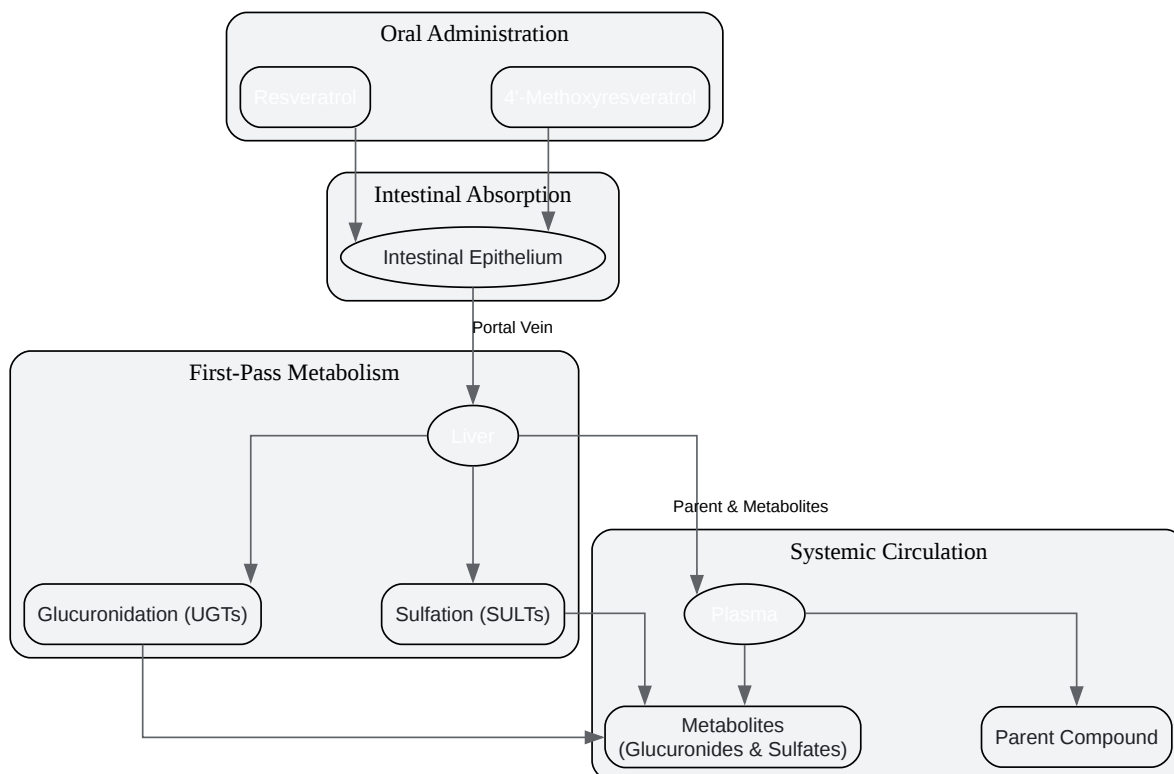 Oral Administration
Resveratrol
4'-Methoxyresveratrol
Intestinal Absorption
Intestinal Epithelium
Portal Vein
First-Pass Metabolism
Liver
Parent & Metabolites
Systemic Circulation
Glucuronidation (UGTs)
Sulfation (SULTs)
Plasma
Metabolites
(Glucuronides & Sulfates)
Parent Compound